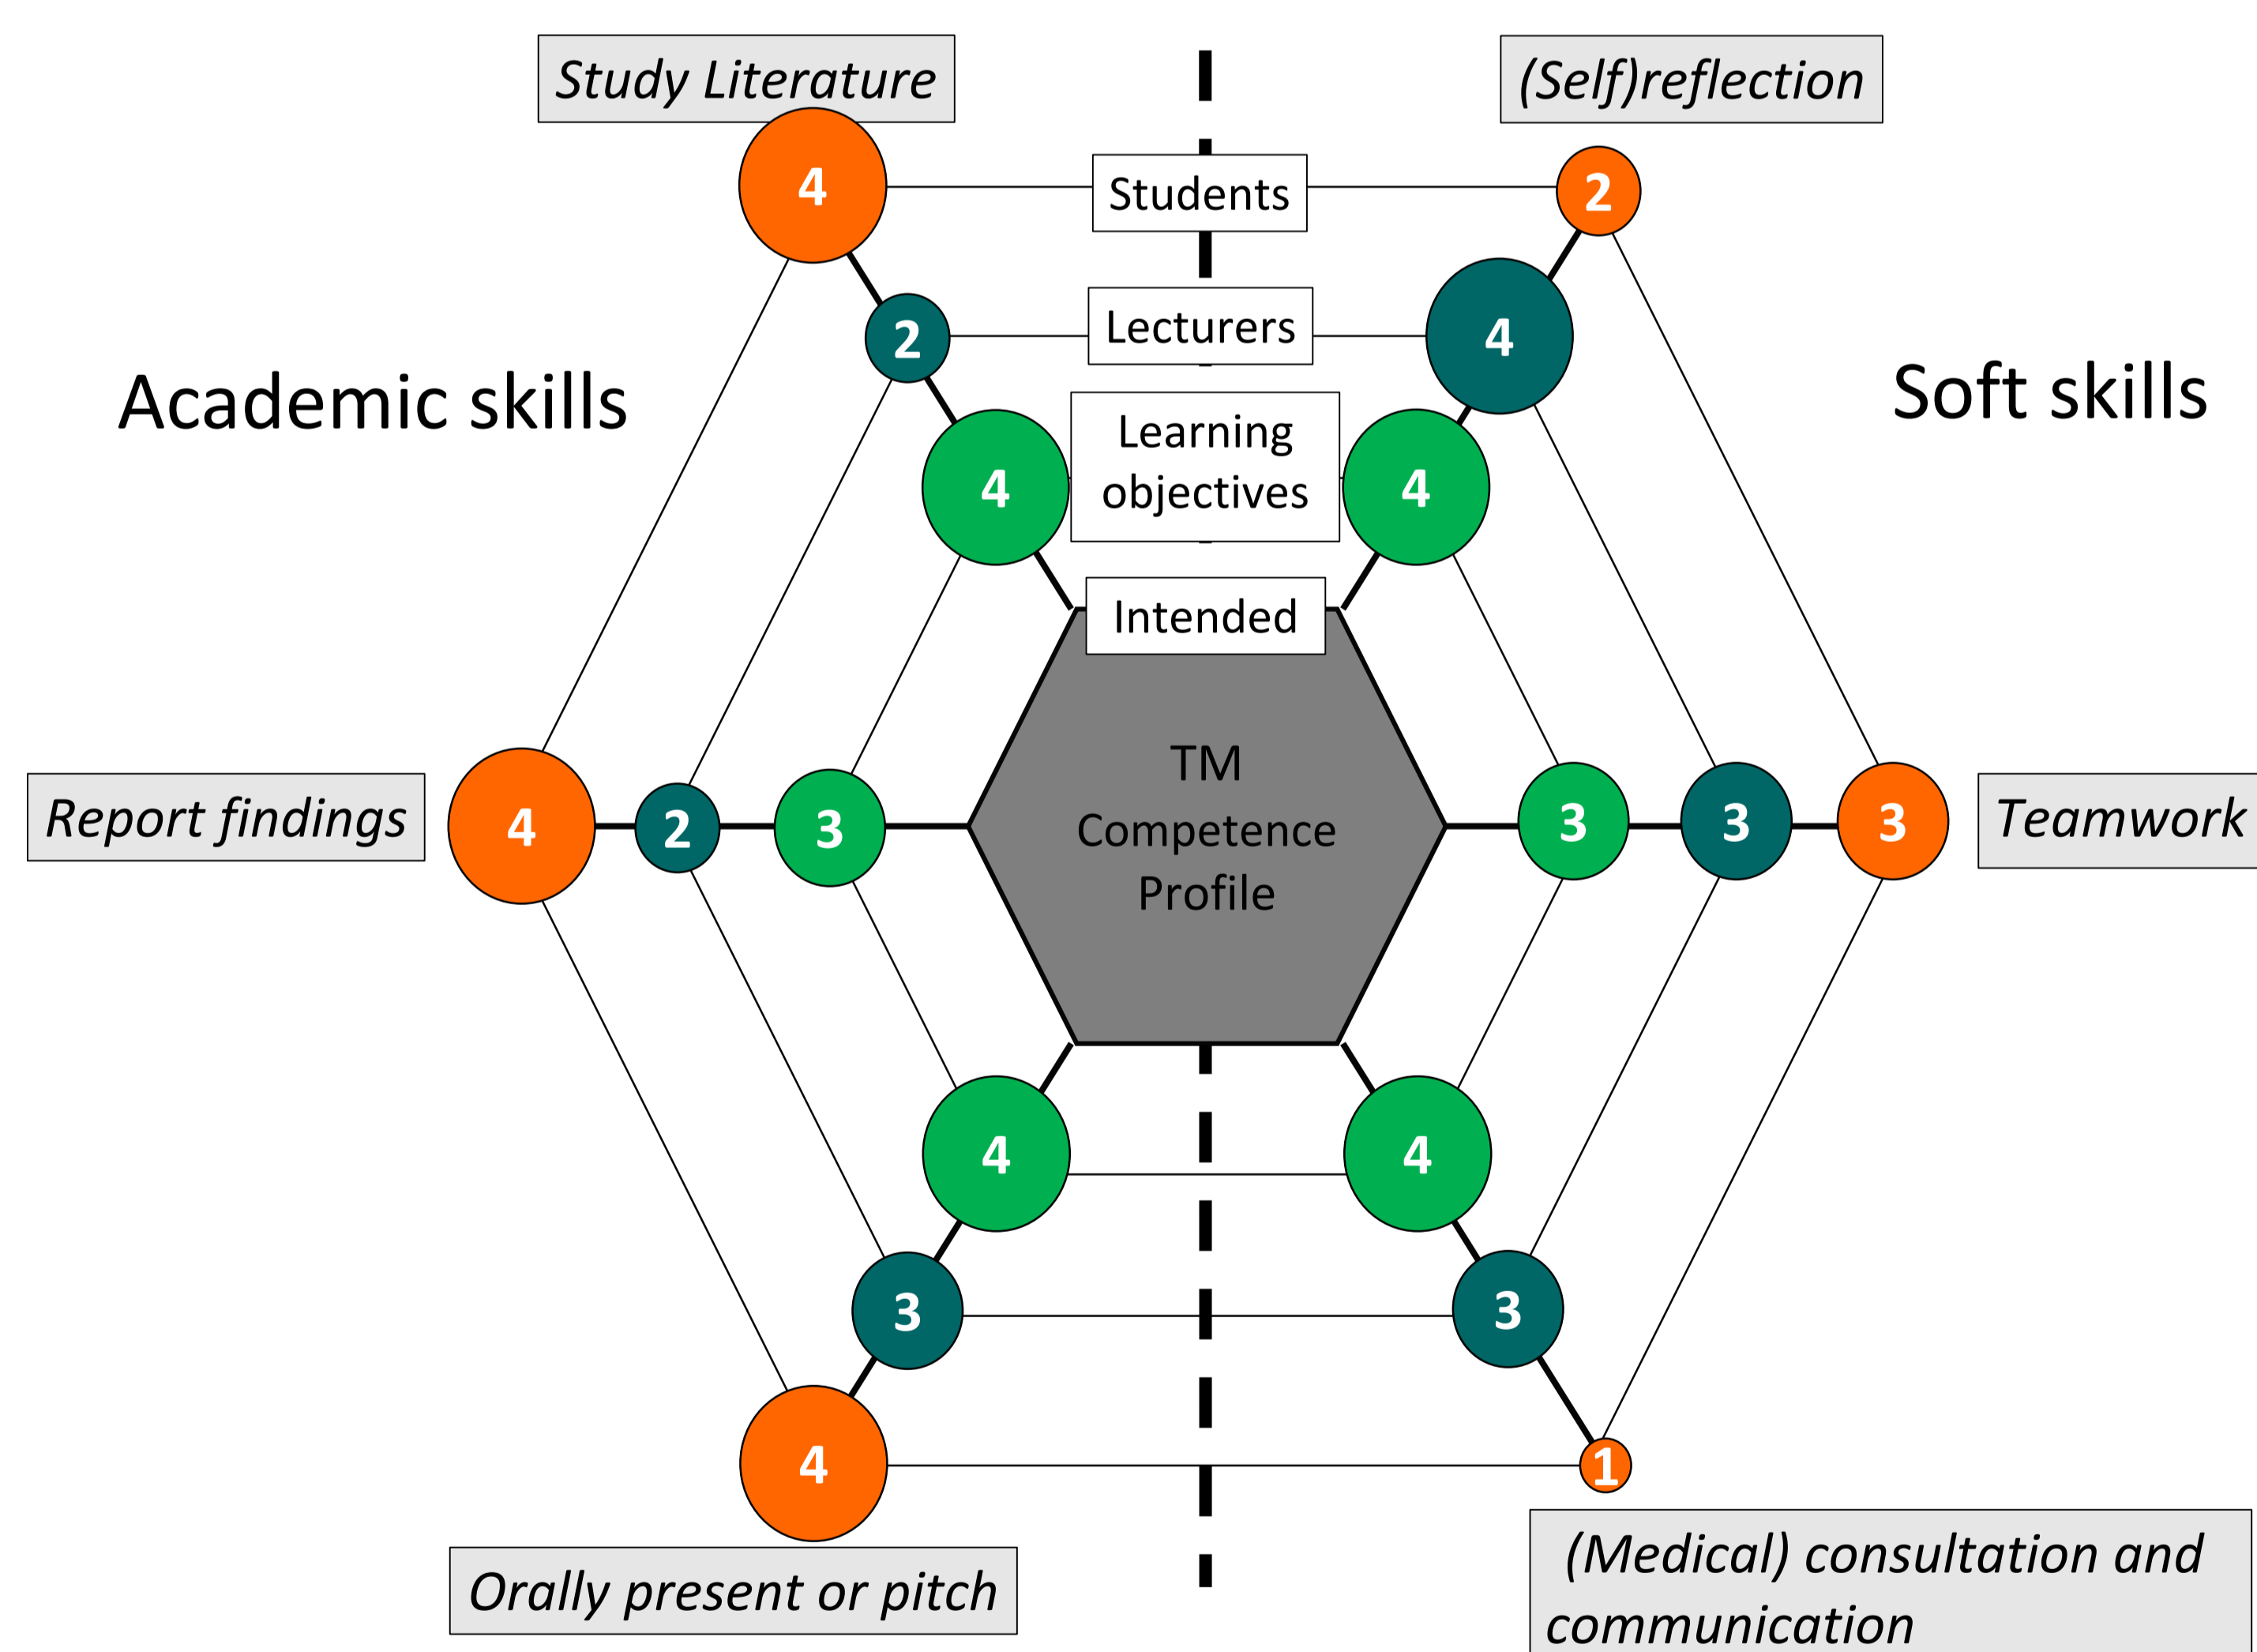 Study Literature
(Self)reflection
4
Students
2
2
Lecturers
4
Academic skills
Soft skills
4
Learning
objectives
4
Intended
TM
Competence
Profile
Report findings
4
2
3
3
3
3
Teamwork
4
4
3
3
4
1
Orally present or pitch
(Medical) consultation and
communication